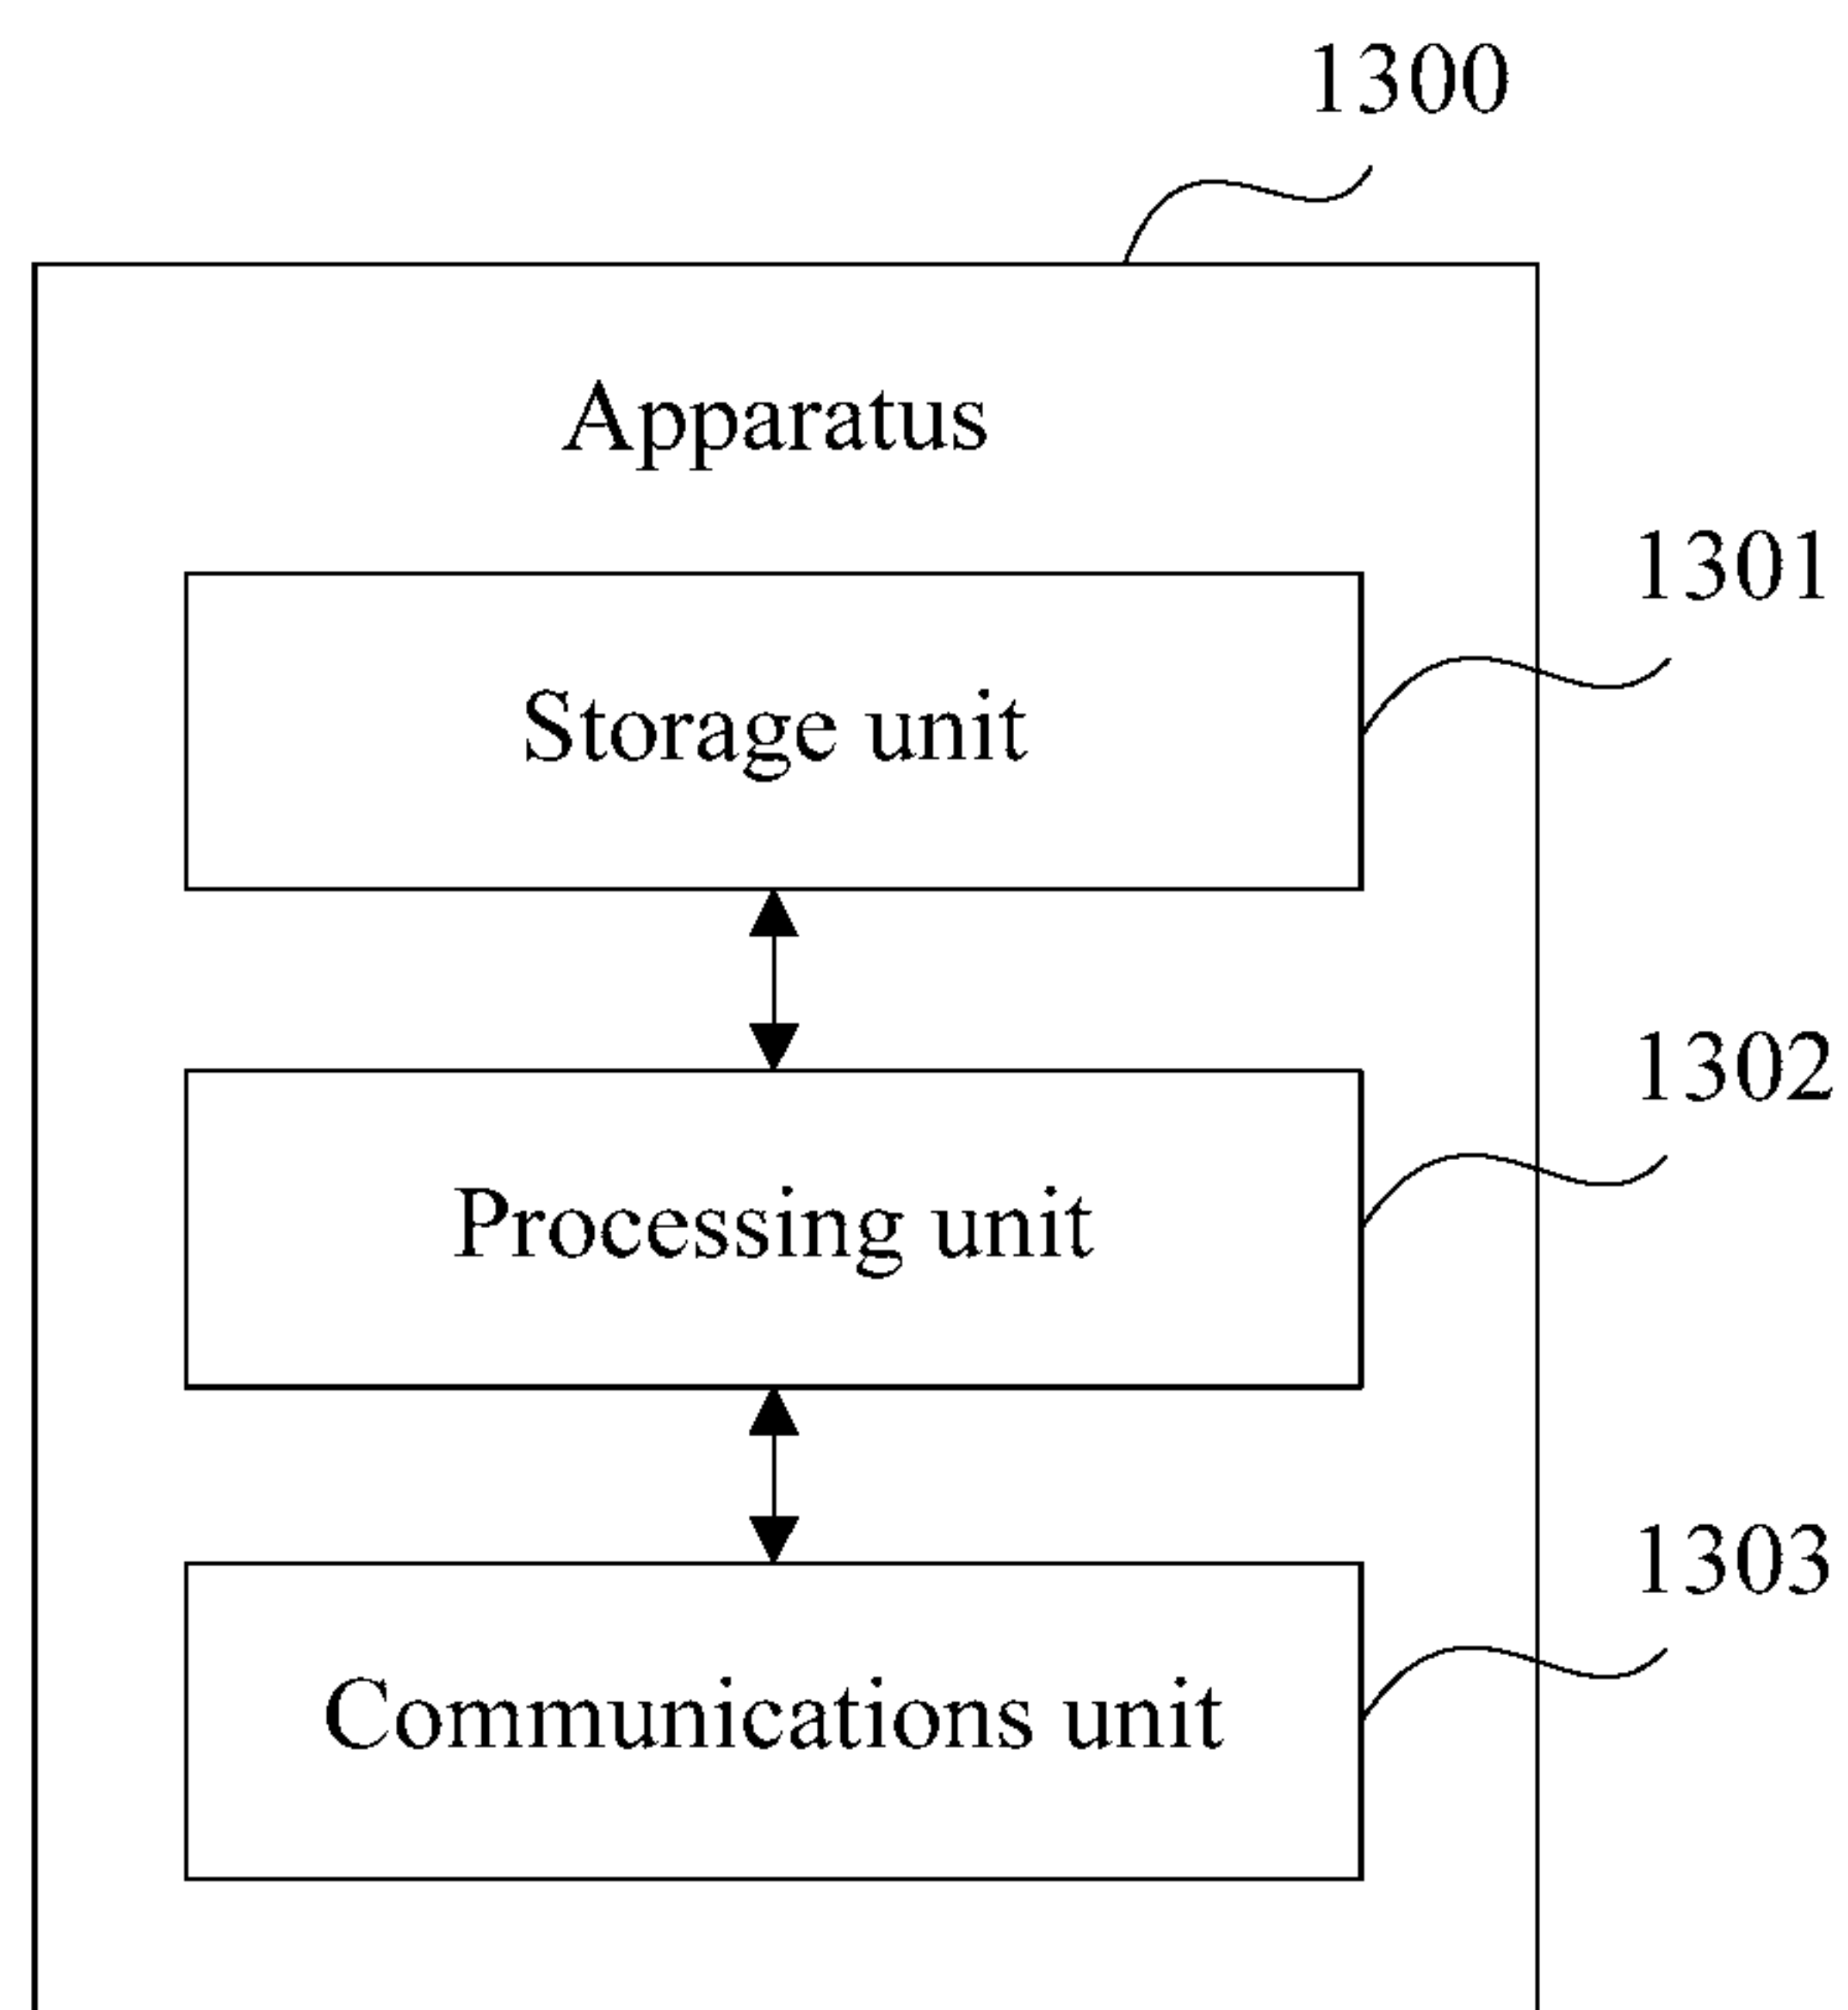 1300
Apparatus
1301
Storage unit
1302
Processing unit
1303
Communications unit